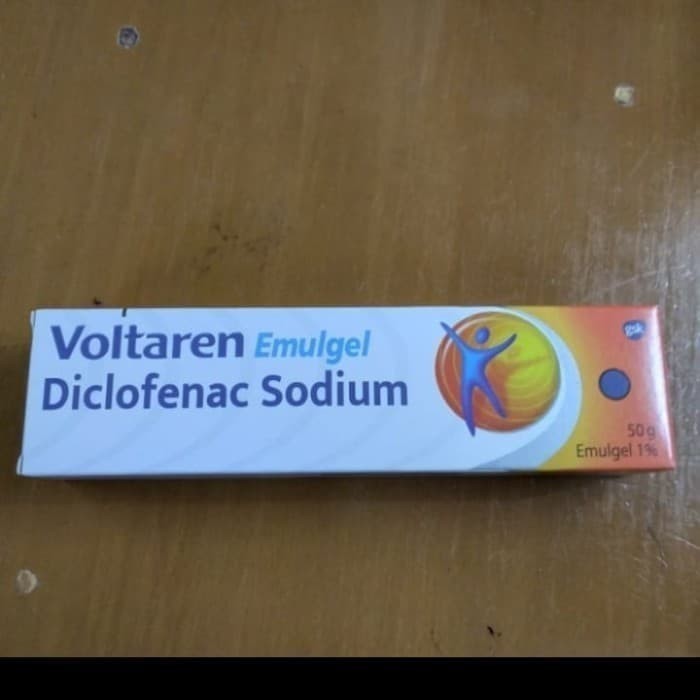 Voltaren Emulgel
Diclofenac Sodium
gsk
50 g
Emulgel 1%